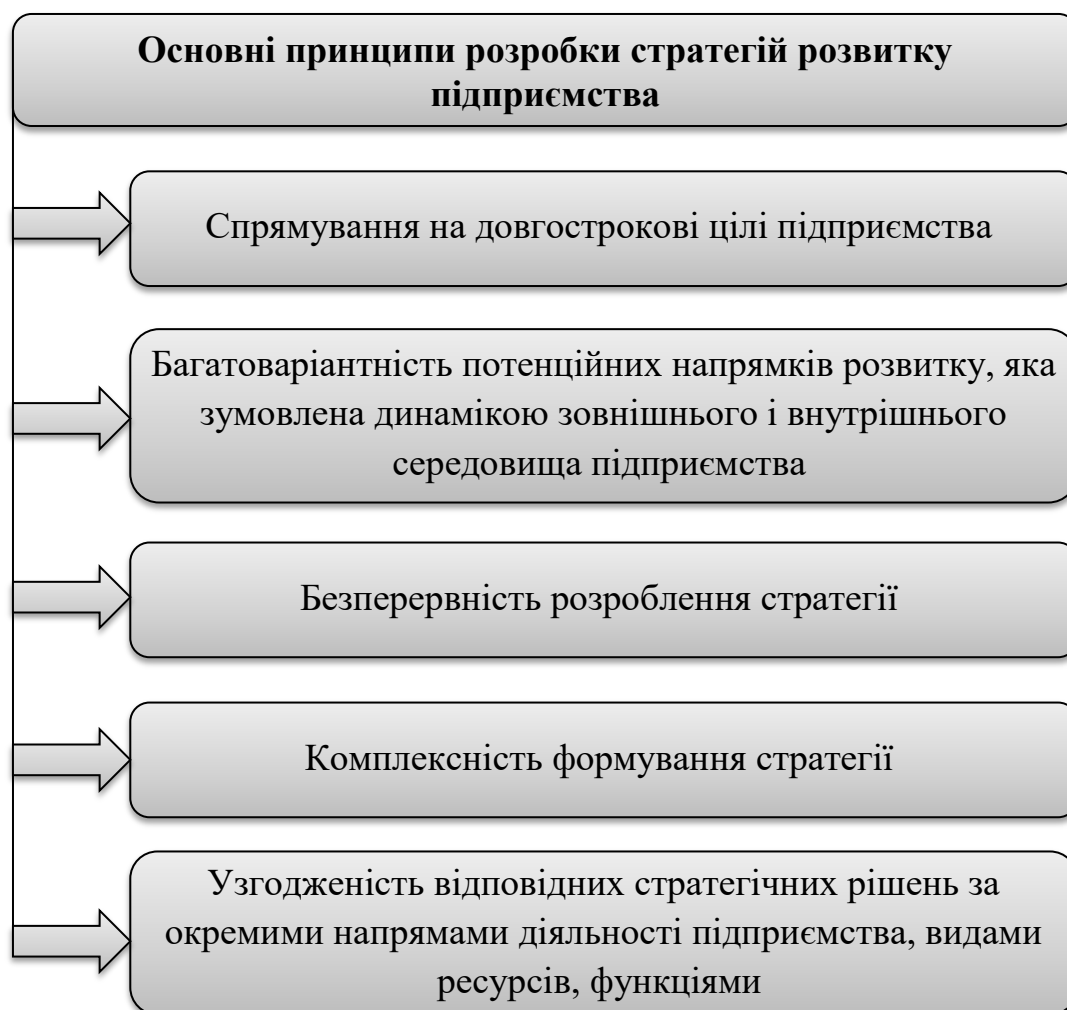 Основні принципи розробки стратегій розвитку
підприємства
Спрямування на довгострокові цілі підприємства
Багатоваріантність потенційних напрямків розвитку, яка
зумовлена динамікою зовнішнього і внутрішнього
середовища підприємства
Безперервність розроблення стратегії
Комплексність формування стратегії
Узгодженість відповідних стратегічних рішень за
окремими напрямами діяльності підприємства, видами
ресурсів, функціями